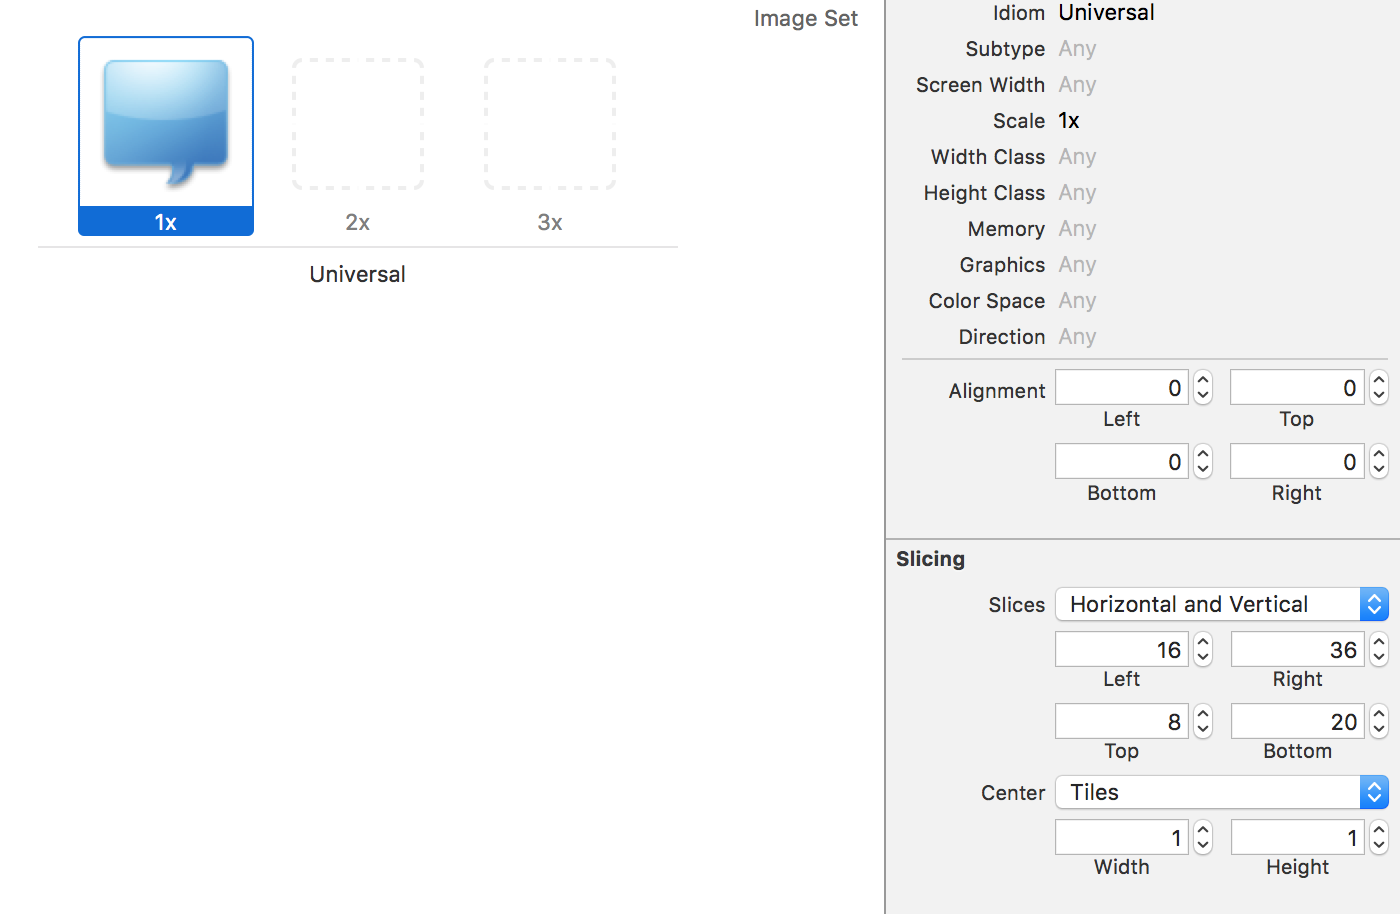 Image Set
1x
2x
3x
Universal
Idiom Universal
Subtype Any
Screen Width Any
Scale 1x
Width Class Any
Height Class Any
Memory Any
Graphics Any
Color Space Any
Direction Any
Alignment 0 0
Left Top
0 0
Bottom Right
Slicing
Slices Horizontal and Vertical
16 36
Left Right
8 20
Top Bottom
Center Tiles
1 1
Width Height